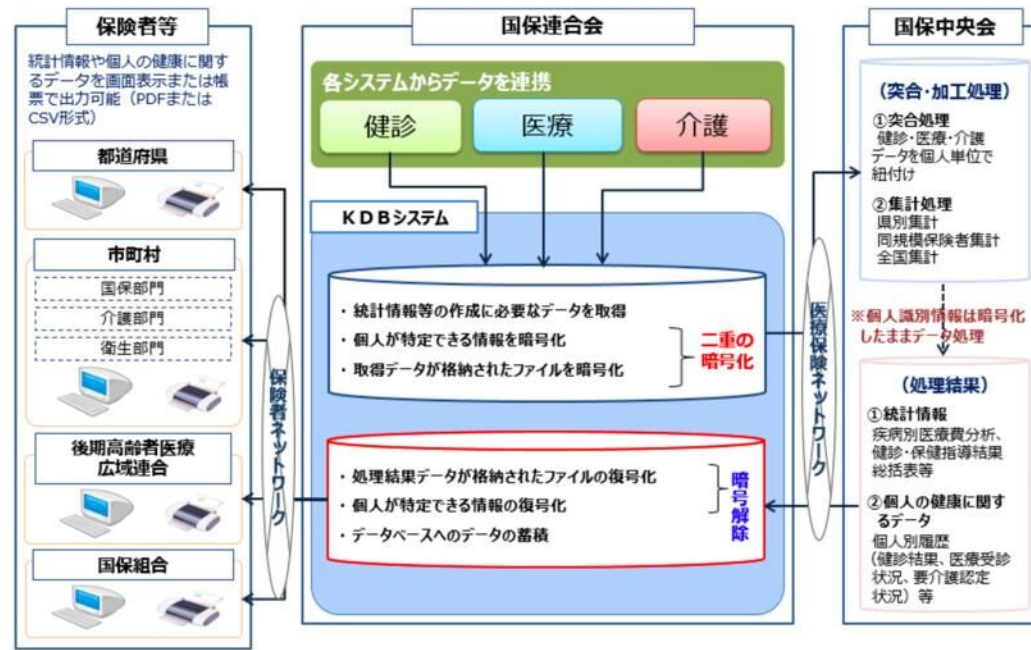 保険者等
統計情報や個人の健康に関す
るデータを画面表示または帳
票で出力可能（PDFまたは
CSV形式）
都道府県
市町村
国保部門
介護部門
衛生部門
後期高齢者医療
広域連合
国保組合
保険者ネットワーク
国保連合会
各システムからデータを連携
健診
医療
介護
KDBシステム
・統計情報等の作成に必要なデータを取得
・個人が特定できる情報を暗号化
・取得データが格納されたファイルを暗号化
二重の
暗号化
・処理結果データが格納されたファイルの復号化
・個人が特定できる情報の復号化
・データベースへのデータの蓄積
暗号解除
医療保険ネットワーク
国保中央会
（突合・加工処理）
①突合処理
健診・医療・介護
データを個人単位で
紐付け
②集計処理
県別集計
同規模保険者集計
全国集計
※個人識別情報は暗号化
したままデータ処理
（処理結果）
①統計情報
疾病別医療費分析、
健診・保健指導結果
総括表等
②個人の健康に関す
るデータ
個人別履歴
（健診結果、医療受診
状況、要介護認定
状況）等